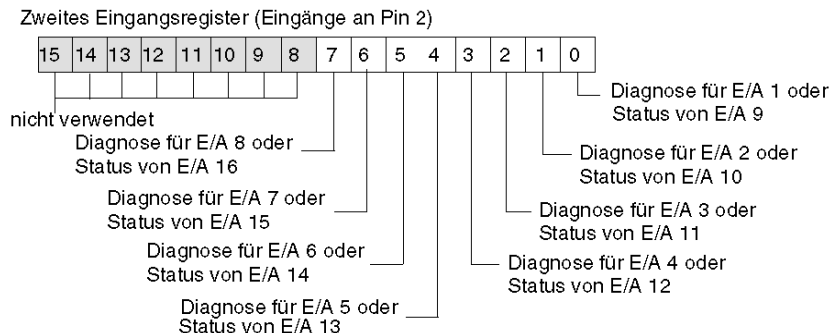 Zweites Eingangsregister (Eingänge an Pin 2)
15 14 13 12 11 10 9 8 7 6 5 4 3 2 1 0
Diagnose für E/A 1 oder
Status von E/A 9
nicht verwendet
Diagnose für E/A 8 oder
Status von E/A 16
Diagnose für E/A 2 oder
Status von E/A 10
Diagnose für E/A 7 oder
Status von E/A 15
Diagnose für E/A 3 oder
Status von E/A 11
Diagnose für E/A 6 oder
Status von E/A 14
Diagnose für E/A 4 oder
Status von E/A 12
Diagnose für E/A 5 oder
Status von E/A 13